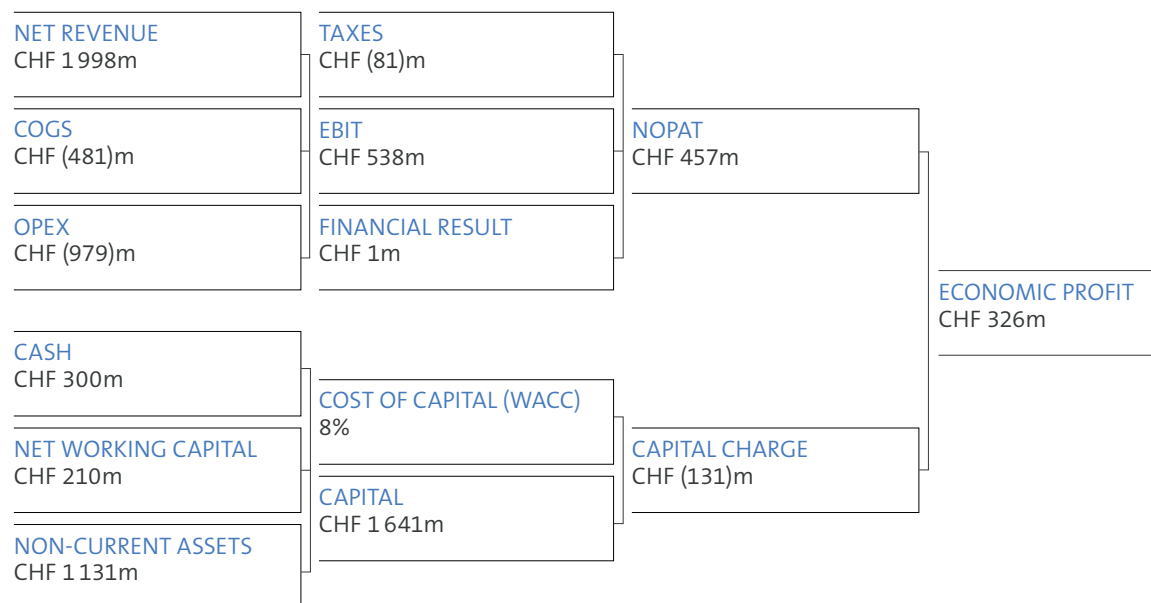 NET REVENUE
CHF 1 998m
TAXES
CHF (81)m
COGS
CHF (481)m
EBIT
CHF 538m
NOPAT
CHF 457m
OPEX
CHF (979)m
FINANCIAL RESULT
CHF 1m
ECONOMIC PROFIT
CHF 326m
CASH
CHF 300m
COST OF CAPITAL (WACC)
8%
NET WORKING CAPITAL
CHF 210m
CAPITAL CHARGE
CHF (131)m
CAPITAL
CHF 1 641m
NON-CURRENT ASSETS
CHF 1 131m